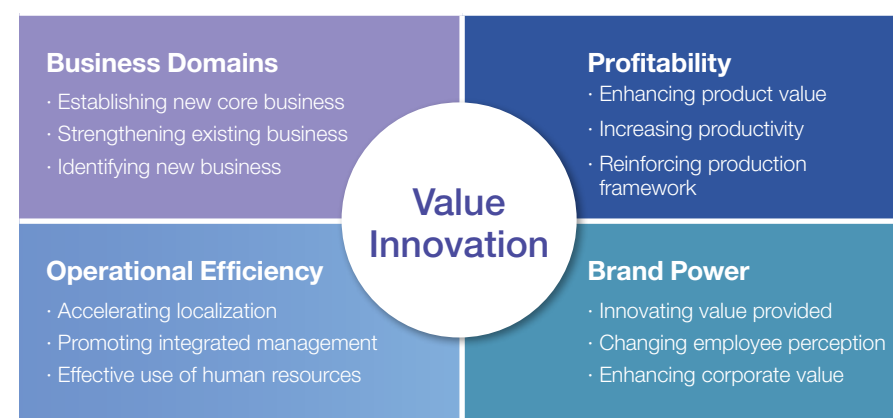 Business Domains
· Establishing new core business
· Strengthening existing business
· Identifying new business
Profitability
· Enhancing product value
· Increasing productivity
· Reinforcing production
framework
Value
Innovation
Operational Efficiency
· Accelerating localization
· Promoting integrated management
· Effective use of human resources
Brand Power
· Innovating value provided
· Changing employee perception
· Enhancing corporate value